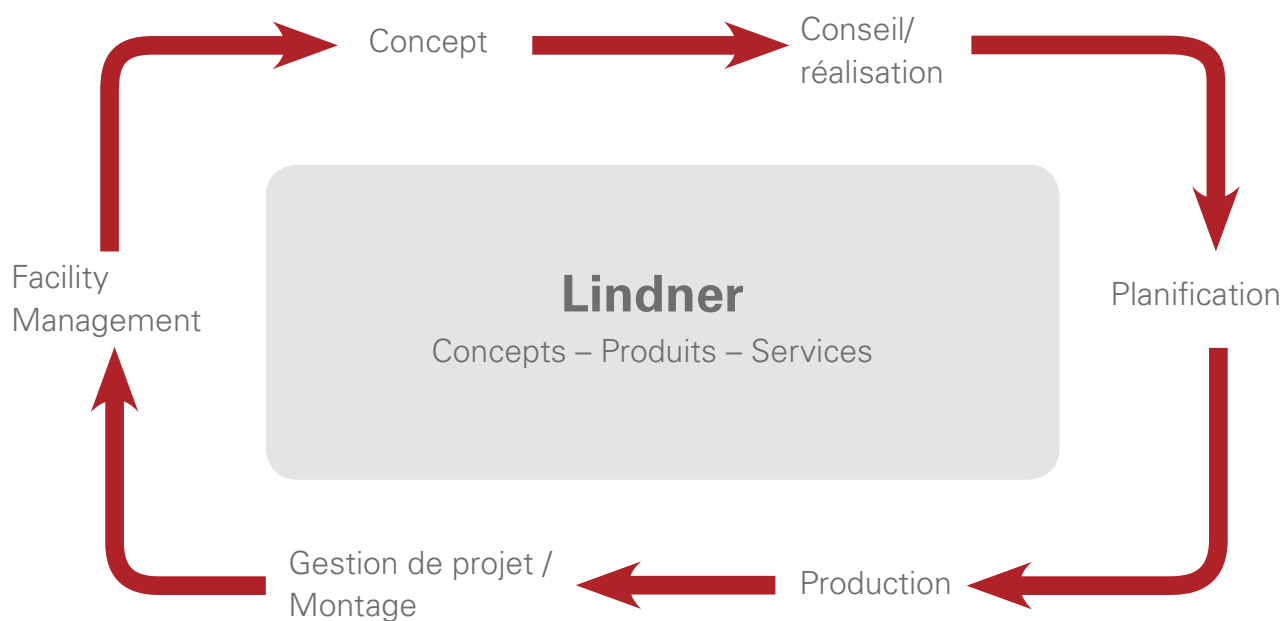 Concept
Conseil/
réalisation
Planification
Production
Gestion de projet /
Montage
Facility
Management
Lindner
Concepts – Produits – Services